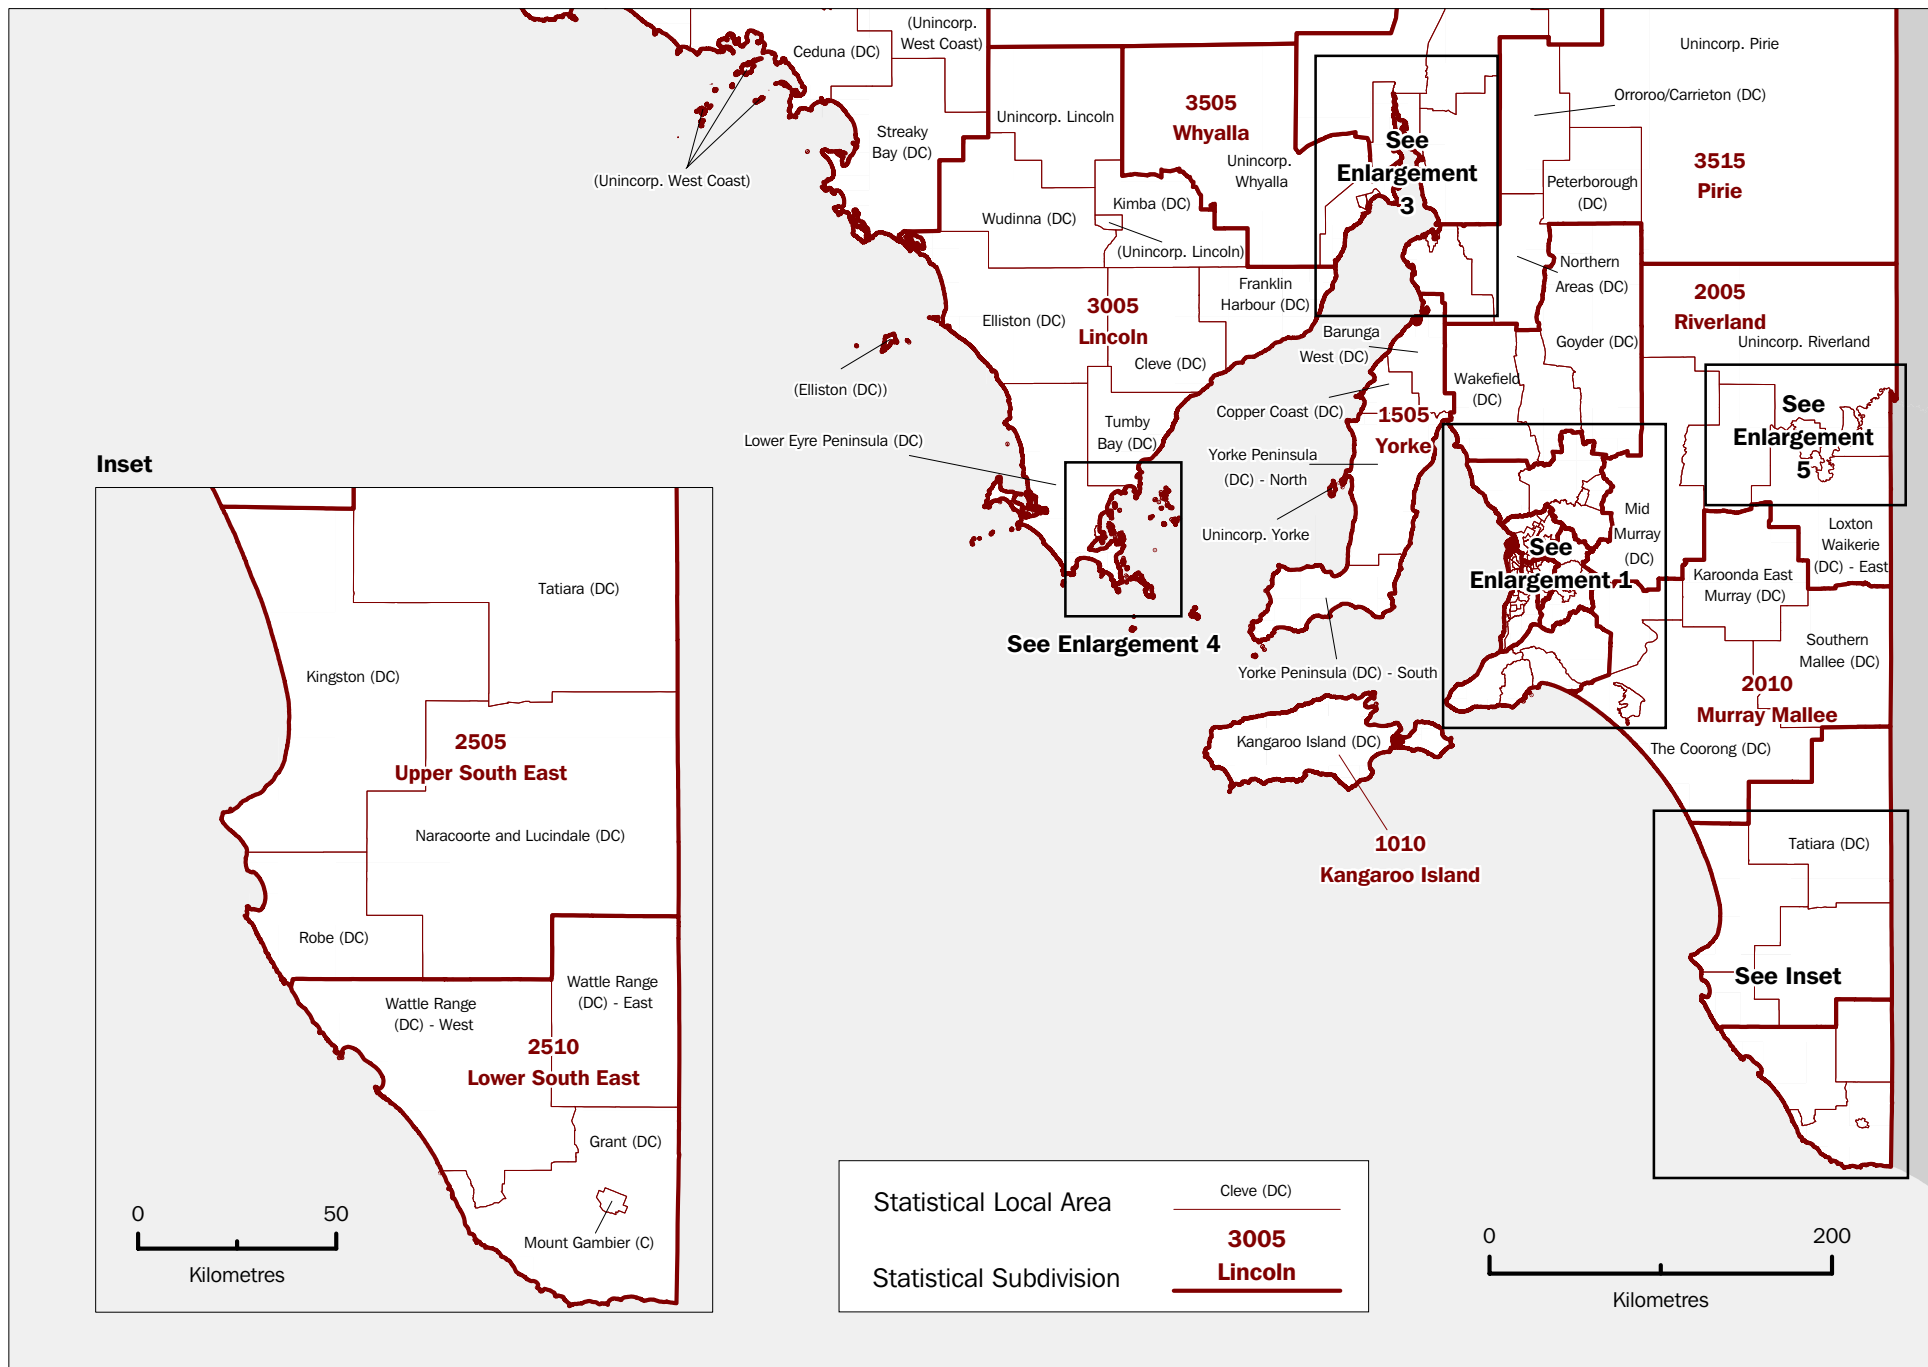 (Unincorp.
West Coast)
Ceduna (DC)
Unincorp. Pirie
Orroroo/Carrieton (DC)
3505
Whyalla
Unincorp. Lincoln
Streaky
Bay (DC)
See
Enlargement
3
Unincorp.
Whyalla
3515
Pirie
(Unincorp. West Coast)
Peterborough
(DC)
Kimba (DC)
Wudinna (DC)
(Unincorp. Lincoln)
Northern
Areas (DC)
Franklin
Harbour (DC)
2005
Riverland
3005
Lincoln
Elliston (DC)
Barunga
West (DC)
Goyder (DC)
Unincorp. Riverland
Cleve (DC)
Wakefield
(DC)
(Elliston (DC))
Copper Coast (DC)
1505
Yorke
See
Enlargement
5
Tumby
Bay (DC)
Lower Eyre Peninsula (DC)
Yorke Peninsula
(DC) - North
Inset
Mid
Murray
(DC)
Unincorp. Yorke
Loxton
Waikerie
(DC) - East
See
Enlargement 1
Karoonda East
Murray (DC)
Tatiara (DC)
See Enlargement 4
Southern
Mallee (DC)
Yorke Peninsula (DC) - South
Kingston (DC)
2010
Murray Mallee
2505
Upper South East
Kangaroo Island (DC)
The Coorong (DC)
Naracoorte and Lucindale (DC)
1010
Kangaroo Island
Tatiara (DC)
Robe (DC)
See Inset
Wattle Range
(DC) - East
Wattle Range
(DC) - West
2510
Lower South East
Grant (DC)
Mount Gambier (C)
0 50
Kilometres
Statistical Local Area
Cleve (DC)
3005
Lincoln
Statistical Subdivision
0 200
Kilometres